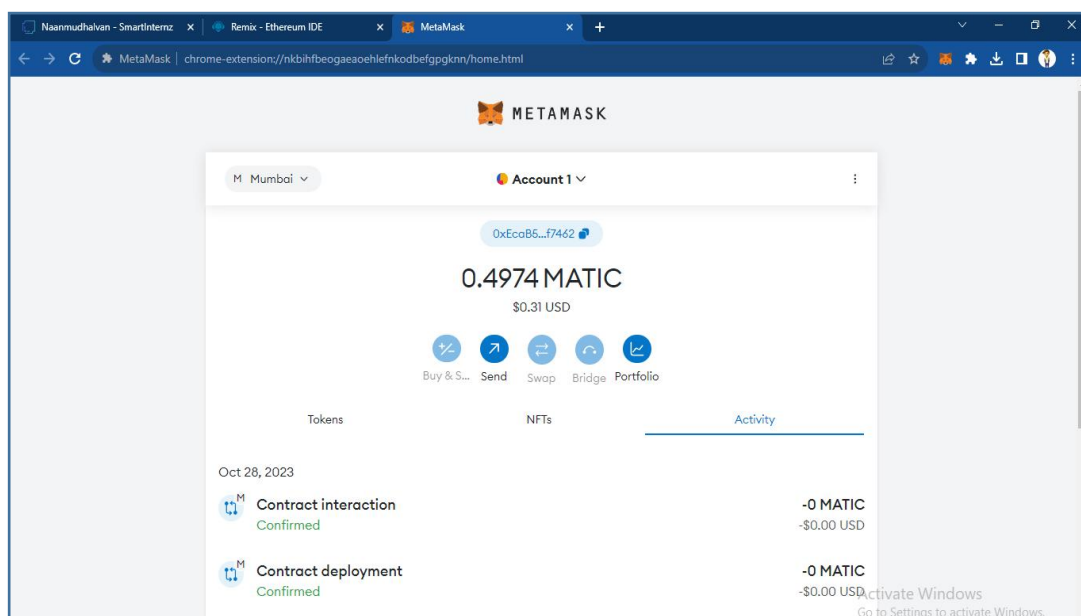 Naanmudhalvan - SmartInternz
Remix - Ethereum IDE
MetaMask
MetaMask | chrome-extension://nkbihfbeogaeaoehlefnkodbefgpgknn/home.html
METAMASK
M Mumbai
Account 1
0xEcaB5...f7462
0.4974 MATIC
$0.31 USD
Buy & S... Send Swap Bridge Portfolio
Tokens NFTs Activity
Oct 28, 2023
M
Contract interaction -0 MATIC
Confirmed -$0.00 USD
M
Contract deployment -0 MATIC
Confirmed -$0.00 USD
Activate Windows
Go to Settings to activate Windows.